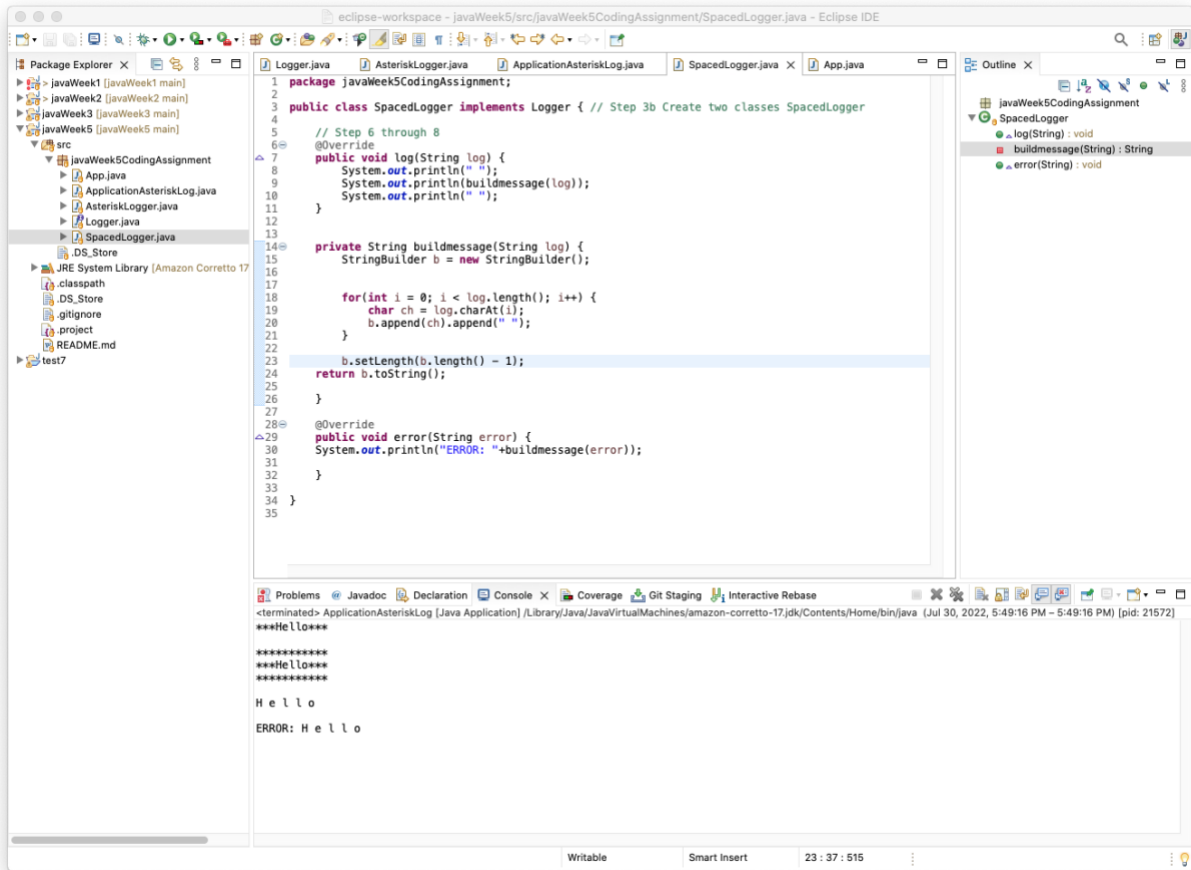 eclipse-workspace - javaWeek5/src/javaWeek5CodingAssignment/SpacedLogger.java - Eclipse IDE
Package Explorer
> javaWeek1 [javaWeek1 main]
> javaWeek2 [javaWeek2 main]
javaWeek3 [javaWeek3 main]
javaWeek5 [javaWeek5 main]
src
javaWeek5CodingAssignment
App.java
ApplicationAsteriskLog.java
AsteriskLogger.java
Logger.java
SpacedLogger.java
.DS_Store
JRE System Library [Amazon Corretto 17
.classpath
.DS_Store
.gitignore
.project
README.md
test7
Logger.java AsteriskLogger.java ApplicationAsteriskLog.java SpacedLogger.java App.java
1 package javaWeek5CodingAssignment;
2
3 public class SpacedLogger implements Logger { // Step 3b Create two classes SpacedLogger
4
5 // Step 6 through 8
6 @Override
7 public void log(String log) {
8 System.out.println(" ");
9 System.out.println(buildmessage(log));
10 System.out.println(" ");
11 }
12
13
14 private String buildmessage(String log) {
15 StringBuilder b = new StringBuilder();
16
17
18 for(int i = 0; i < log.length(); i++) {
19 char ch = log.charAt(i);
20 b.append(ch).append(" ");
21 }
22
23 b.setLength(b.length() - 1);
24 return b.toString();
25
26 }
27
28 @Override
29 public void error(String error) {
30 System.out.println("ERROR: "+buildmessage(error));
31
32 }
33
34 }
35
Outline
javaWeek5CodingAssignment
SpacedLogger
log(String) : void
buildmessage(String) : String
error(String) : void
Problems Javadoc Declaration Console Coverage Git Staging Interactive Rebase
<terminated> ApplicationAsteriskLog [Java Application] /Library/Java/JavaVirtualMachines/amazon-corretto-17.jdk/Contents/Home/bin/java (Jul 30, 2022, 5:49:16 PM – 5:49:16 PM) [pid: 21572]
***Hello***
***********
***Hello***
***********
H e l l o
ERROR: H e l l o
Writable Smart Insert 23 : 37 : 515